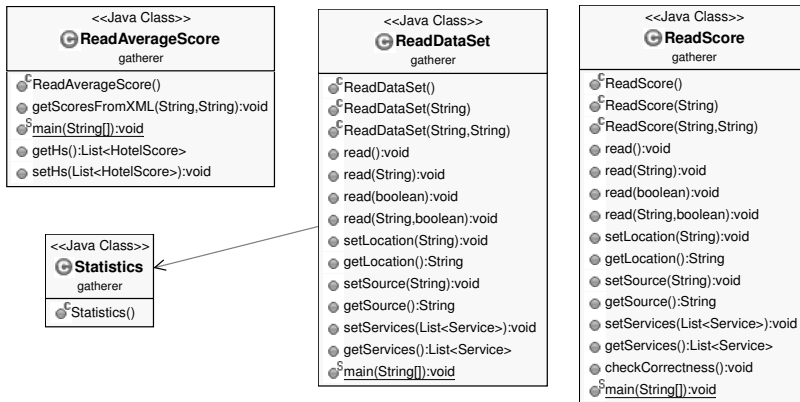 <<Java Class>>
ReadAverageScore
gatherer
ReadAverageScore()
getScoresFromXML(String,String):void
main(String[]):void
getHs():List<HotelScore>
setHs(List<HotelScore>):void
<<Java Class>>
Statistics
gatherer
Statistics()
<<Java Class>>
ReadDataSet
gatherer
ReadDataSet()
ReadDataSet(String)
ReadDataSet(String,String)
read():void
read(String):void
read(boolean):void
read(String,boolean):void
setLocation(String):void
getLocation():String
setSource(String):void
getSource():String
setServices(List<Service>):void
getServices():List<Service>
main(String[]):void
<<Java Class>>
ReadScore
gatherer
ReadScore()
ReadScore(String)
ReadScore(String,String)
read():void
read(String):void
read(boolean):void
read(String,boolean):void
setLocation(String):void
getLocation():String
setSource(String):void
getSource():String
setServices(List<Service>):void
getServices():List<Service>
checkCorrectness():void
main(String[]):void